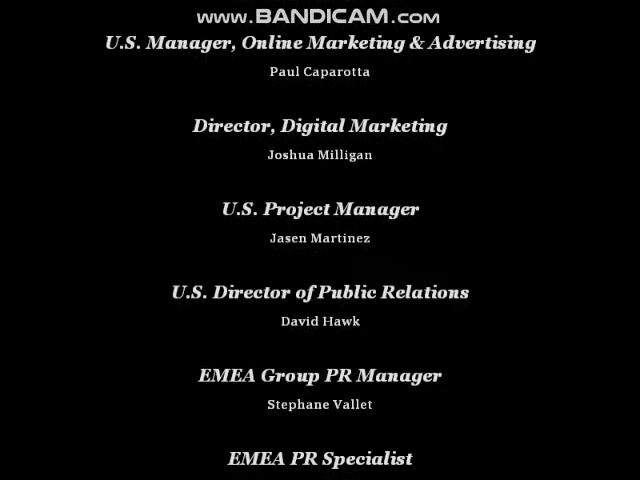 www.BANDICAM.com
U.S. Manager, Online Marketing & Advertising
Paul Caparotta
Director, Digital Marketing
Joshua Milligan
U.S. Project Manager
Jasen Martinez
U.S. Director of Public Relations
David Hawk
EMEA Group PR Manager
Stephane Vallet
EMEA PR Specialist